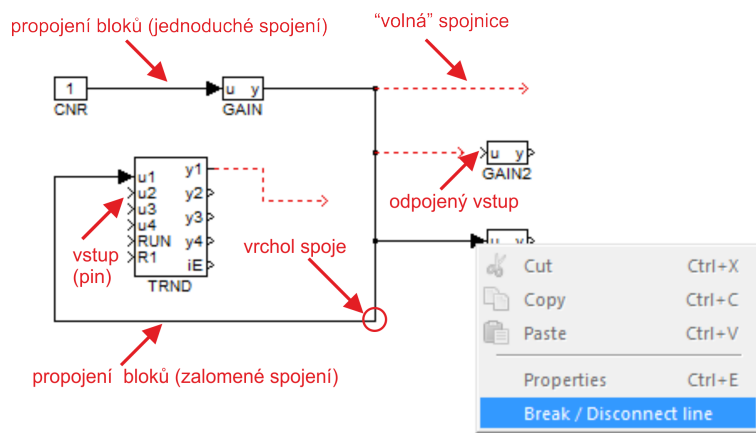 propojení bloků (jednoduché spojení)
“volná” spojnice
1
CNR
u y
GAIN
u y
GAIN2
odpojený vstup
u1 y1
u2 y2
u3 y3
u4 y4
RUN
R1 iE
TRND
vstup
(pin)
vrchol spoje
u y
propojení bloků (zalomené spojení)
Cut Ctrl+X
Copy Ctrl+C
Paste Ctrl+V
Properties Ctrl+E
Break / Disconnect line